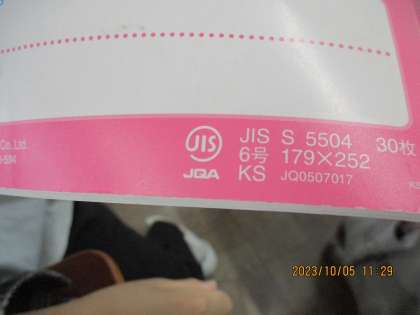 Co. Ltd.
JIS
JQA
JIS S 5504 30枚
6号 179×252
KS JQ0507017
2023/10/05 11:29